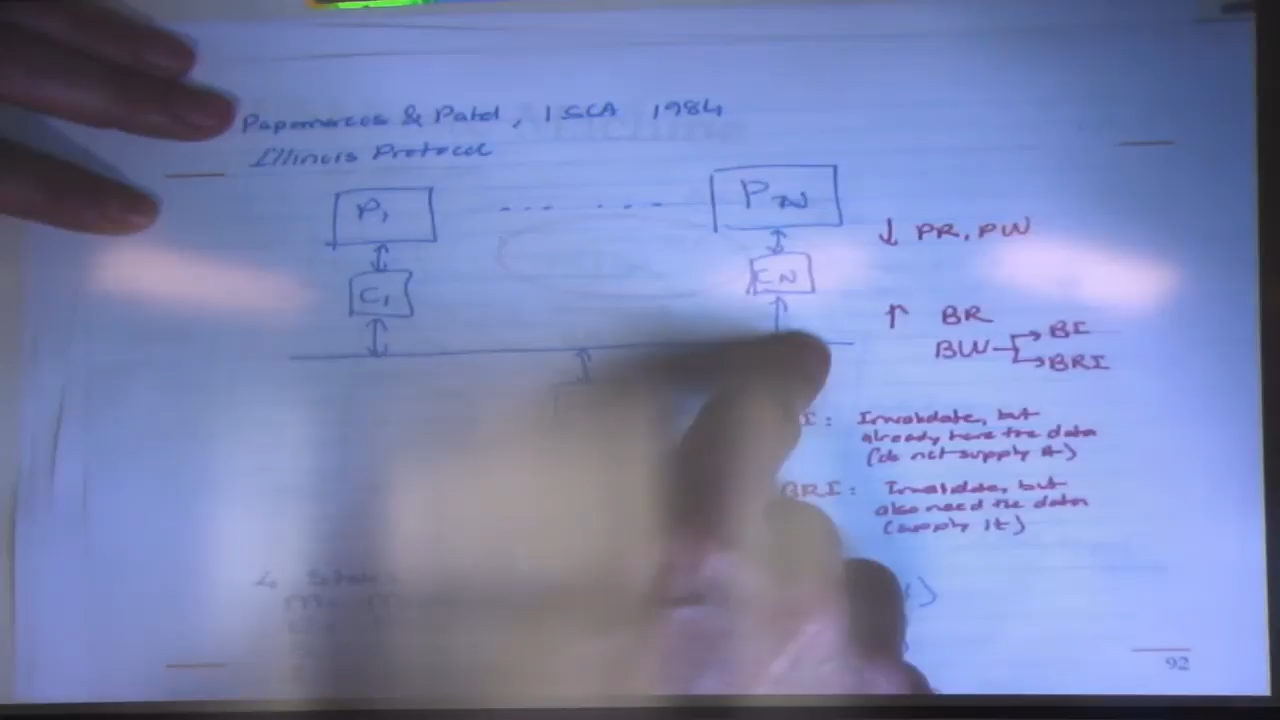 Papamarcos & Patel, ISCA 1984
Illinois Protocol
P1 ... ... PN
C1 CN
↓ PR, PW
↑ BR
BW → BI
→ BRI
I: Invalidate, but
already have the data
(do not supply it)
BRI: Invalidate, but
also need the data
(supply it)
4
92